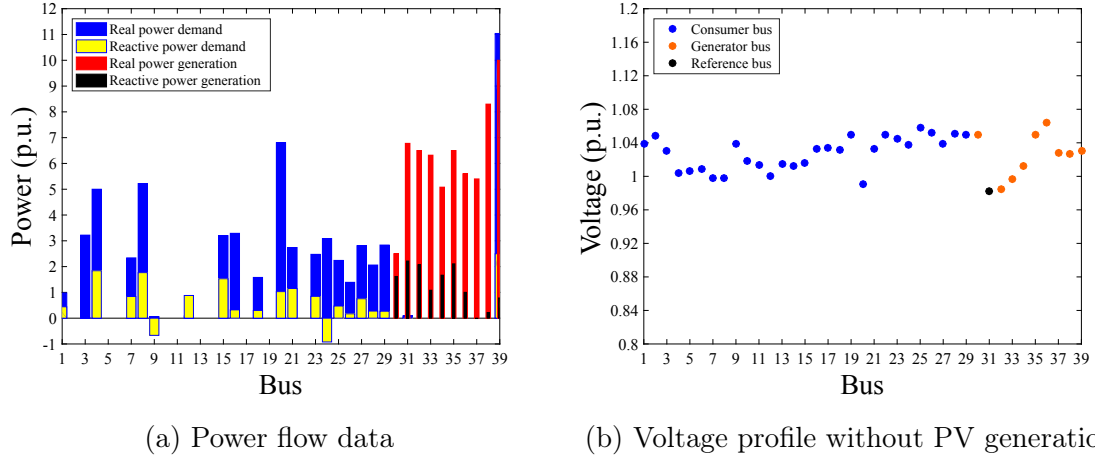 12
11
10
9
8
7
6
5
4
3
2
1
0
-1
Power (p.u.)
Real power demand
Reactive power demand
Real power generation
Reactive power generation
1 3 5 7 9 11 13 15 17 19 21 23 25 27 29 31 33 35 37 39
Bus
(a) Power flow data
1.2
1.16
1.12
1.08
1.04
1
0.96
0.92
0.88
0.84
0.8
Voltage (p.u.)
Consumer bus
Generator bus
Reference bus
1 3 5 7 9 11 13 15 17 19 21 23 25 27 29 31 33 35 37 39
Bus
(b) Voltage profile without PV generatio